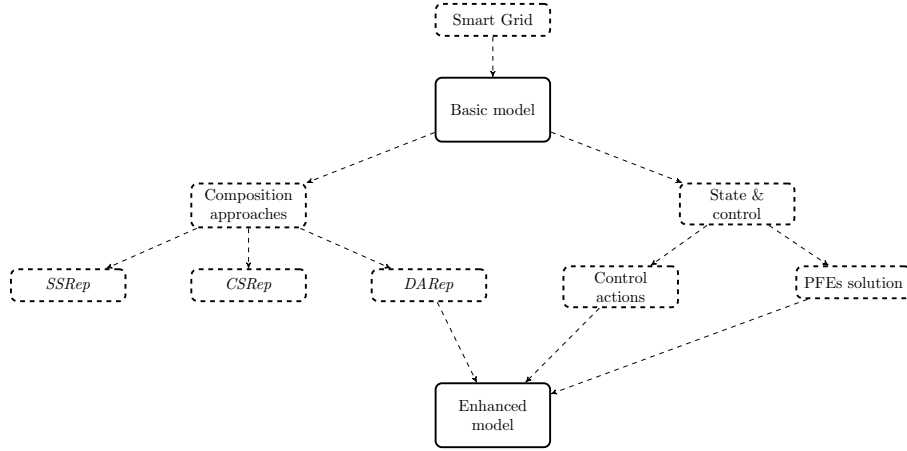 Smart Grid
Basic model
Composition
approaches
State &
control
SSRep
CSRep
DARep
Control
actions
PFEs solution
Enhanced
model